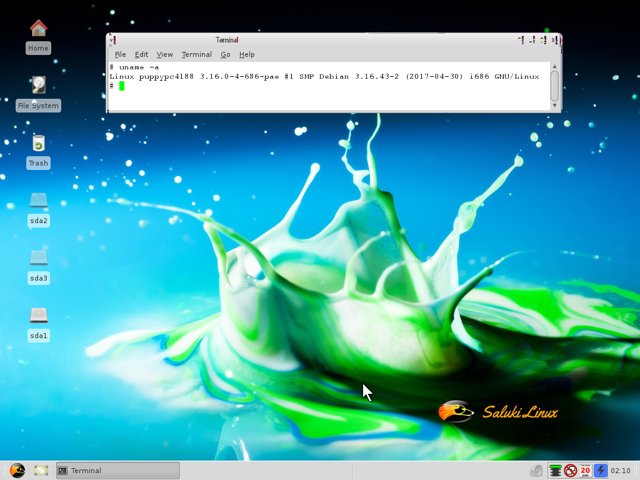 Terminal
File Edit View Terminal Go Help
# uname -a
Linux puppypc4188 3.16.0-4-686-pae #1 SMP Debian 3.16.43-2 (2017-04-30) i686 GNU/Linux
#
Home
File System
Trash
sda2
sda3
sda1
Saluki Linux
Terminal
20
02:10